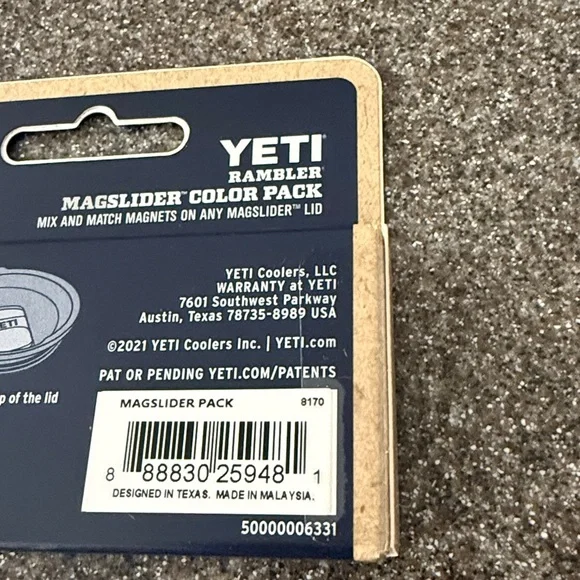 YETI
RAMBLER®
MAGSLIDER™ COLOR PACK
MIX AND MATCH MAGNETS ON ANY MAGSLIDER™ LID
YETI Coolers, LLC
WARRANTY at YETI
7601 Southwest Parkway
Austin, Texas 78735-8989 USA
©2021 YETI Coolers Inc. | YETI.com
PAT OR PENDING YETI.COM/PATENTS
YETI
of the lid
MAGSLIDER PACK 8170
8 88830 25948 1
DESIGNED IN TEXAS. MADE IN MALAYSIA.
50000006331